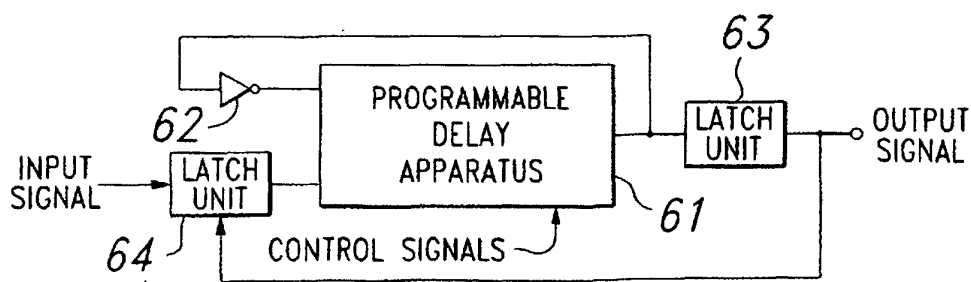 63
62
PROGRAMMABLE
DELAY
APPARATUS
LATCH
UNIT
OUTPUT
SIGNAL
INPUT
SIGNAL
LATCH
UNIT
61
64
CONTROL SIGNALS